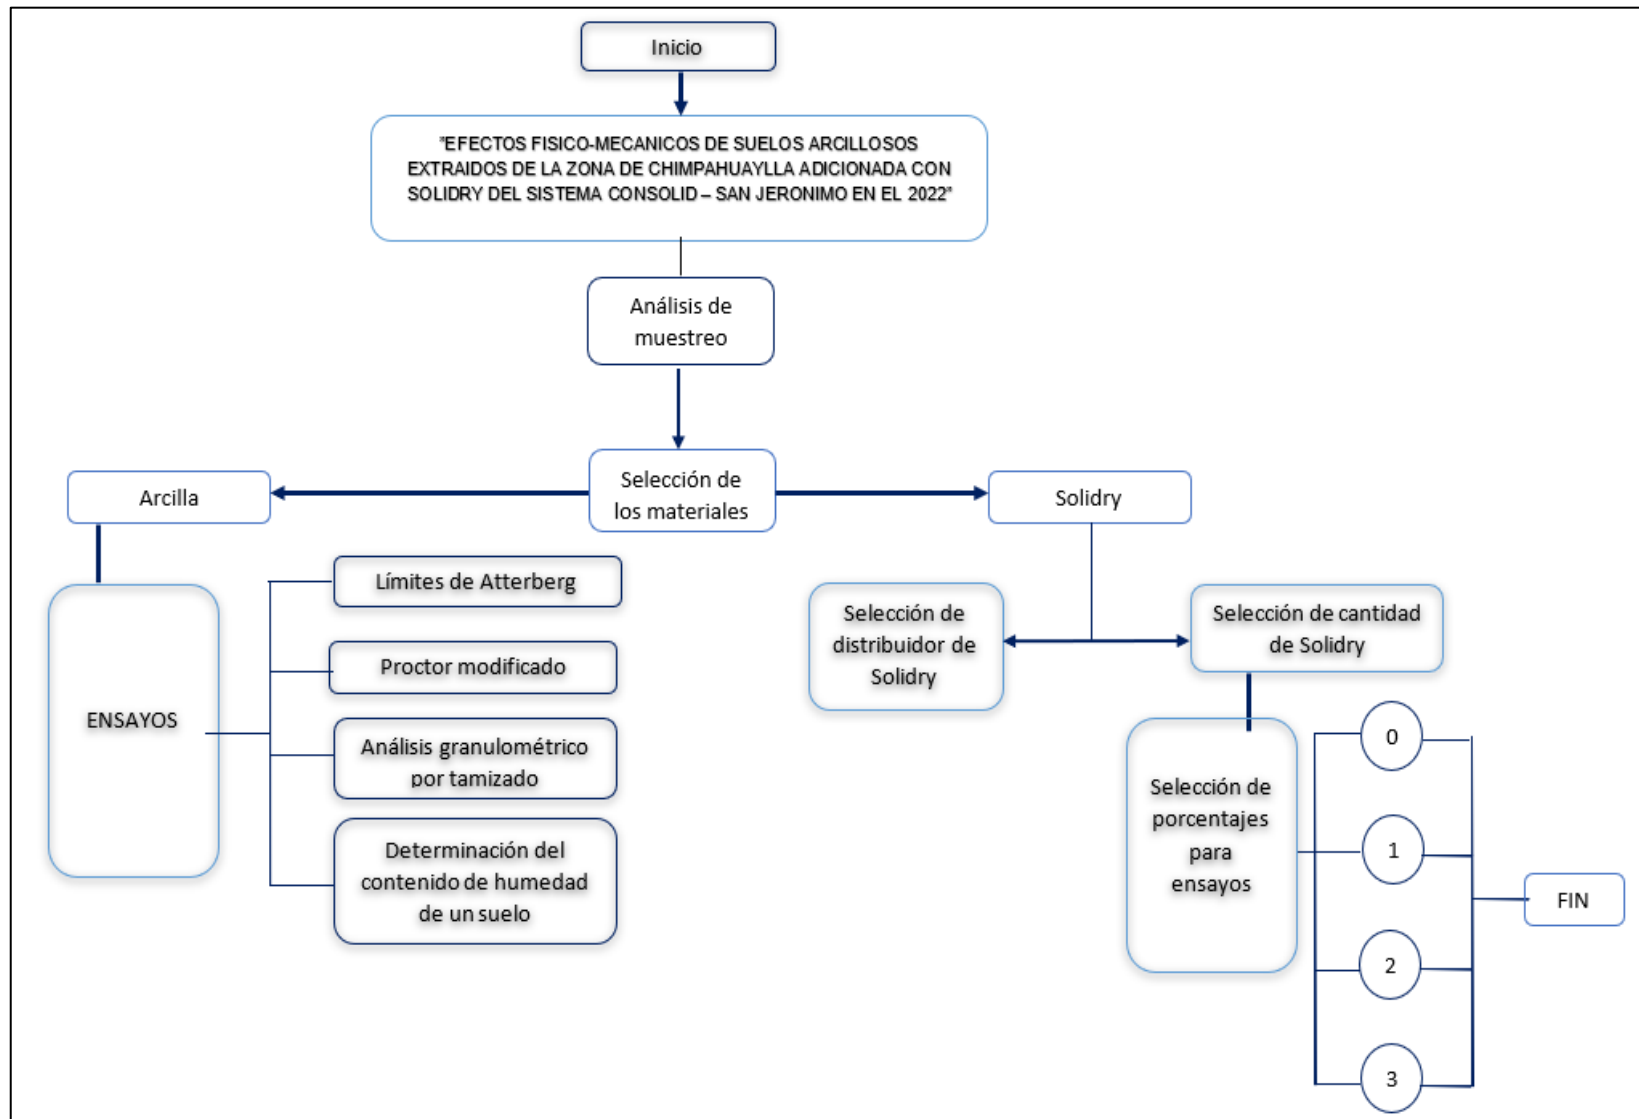 Inicio
"EFECTOS FISICO-MECANICOS DE SUELOS ARCILLOSOS
EXTRAIDOS DE LA ZONA DE CHIMPAHUAYLLA ADICIONADA CON
SOLIDRY DEL SISTEMA CONSOLID – SAN JERONIMO EN EL 2022"
Análisis de
muestreo
Selección de
los materiales
Arcilla
Solidry
ENSAYOS
Límites de Atterberg
Proctor modificado
Análisis granulométrico
por tamizado
Determinación del
contenido de humedad
de un suelo
Selección de
distribuidor de
Solidry
Selección de cantidad
de Solidry
Selección de
porcentajes
para
ensayos
0
1
2
3
FIN